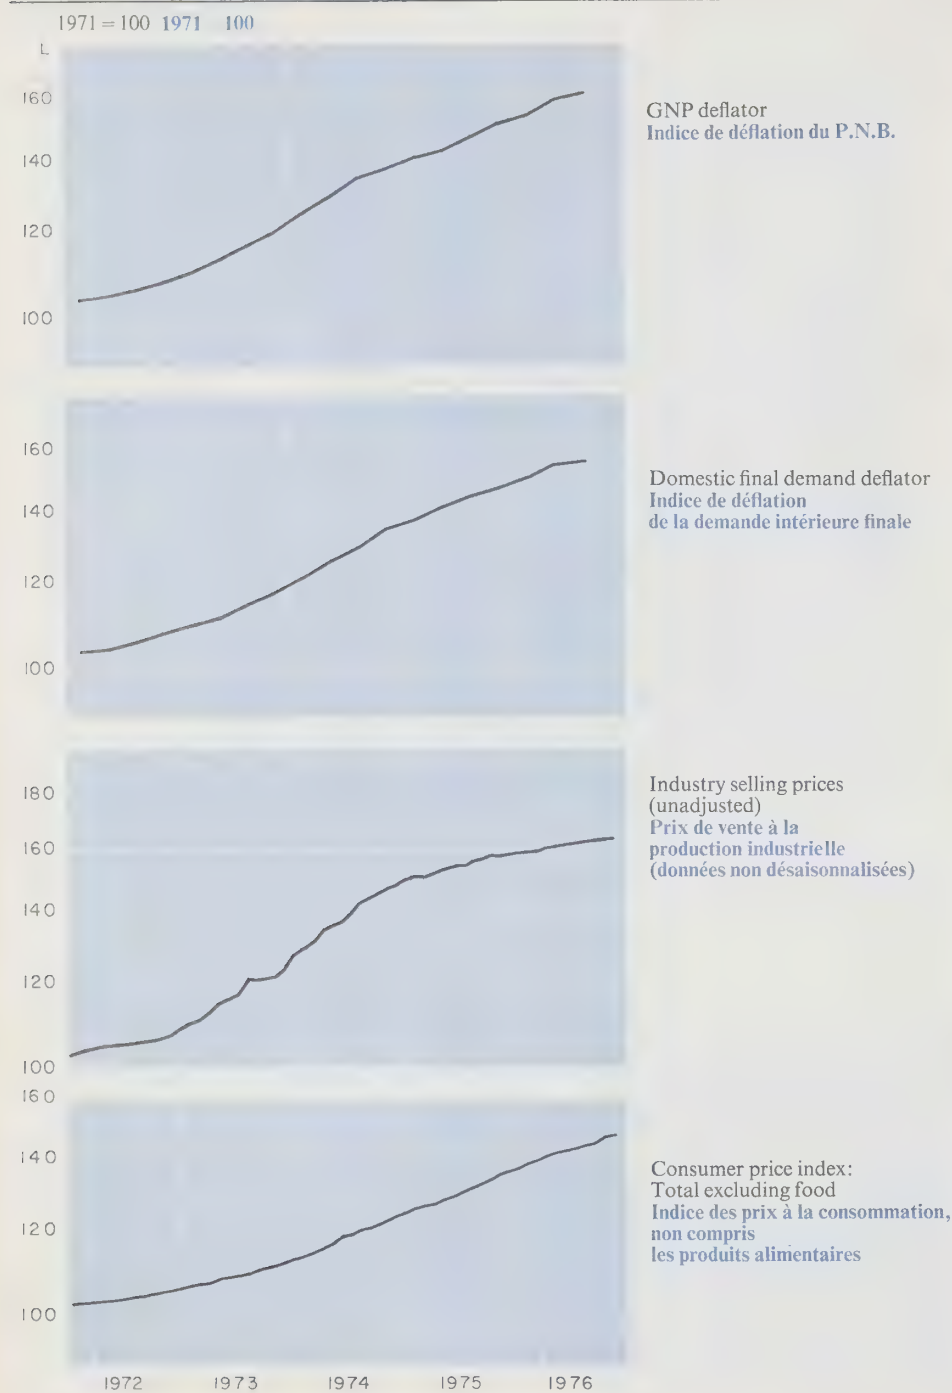 1971 = 100 1971 100
L
160
140
120
100
GNP deflator
Indice de déflation du P.N.B.
160
140
120
100
Domestic final demand deflator
Indice de déflation
de la demande intérieure finale
180
160
140
120
100
Industry selling prices
(unadjusted)
Prix de vente à la
production industrielle
(données non désaisonnalisées)
160
140
120
100
Consumer price index:
Total excluding food
Indice des prix à la consommation,
non compris
les produits alimentaires
1972 1973 1974 1975 1976